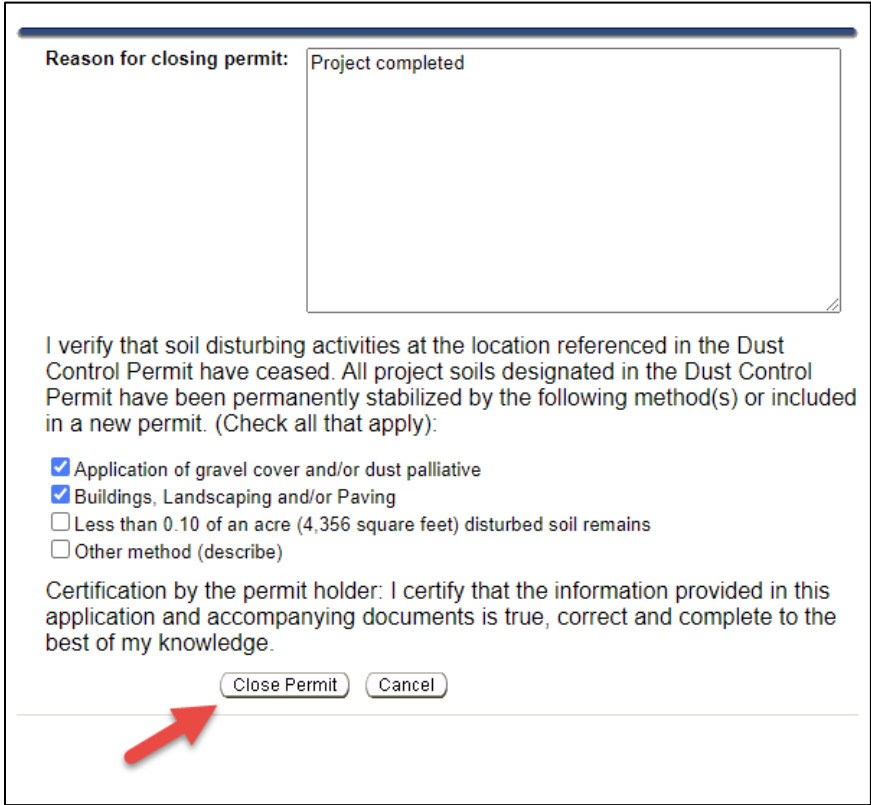 Reason for closing permit:
Project completed
I verify that soil disturbing activities at the location referenced in the Dust
Control Permit have ceased. All project soils designated in the Dust Control
Permit have been permanently stabilized by the following method(s) or included
in a new permit. (Check all that apply):
Application of gravel cover and/or dust palliative
Buildings, Landscaping and/or Paving
Less than 0.10 of an acre (4,356 square feet) disturbed soil remains
Other method (describe)
Certification by the permit holder: I certify that the information provided in this
application and accompanying documents is true, correct and complete to the
best of my knowledge.
Close Permit
Cancel